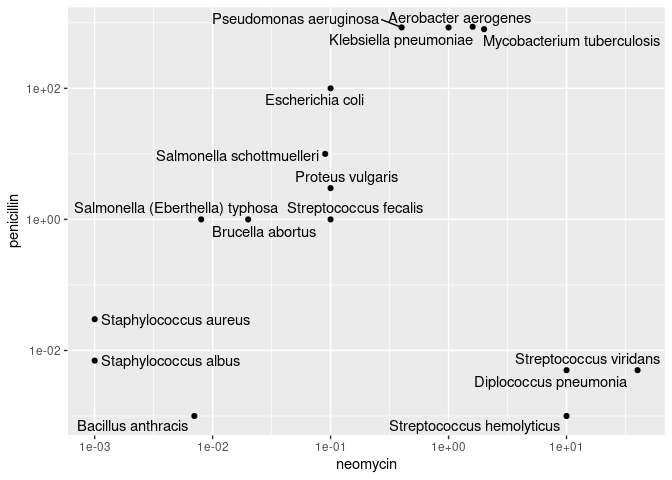 Pseudomonas aeruginosa Aerobacter aerogenes
Klebsiella pneumoniae Mycobacterium tuberculosis
1e+02
Escherichia coli
Salmonella schottmuelleri
Proteus vulgaris
Salmonella (Eberthella) typhosa Streptococcus fecalis
1e+00
Brucella abortus
penicillin
Staphylococcus aureus
1e-02
Staphylococcus albus
Streptococcus viridans
Diplococcus pneumonia
Bacillus anthracis
Streptococcus hemolyticus
1e-03 1e-02 1e-01 1e+00 1e+01
neomycin